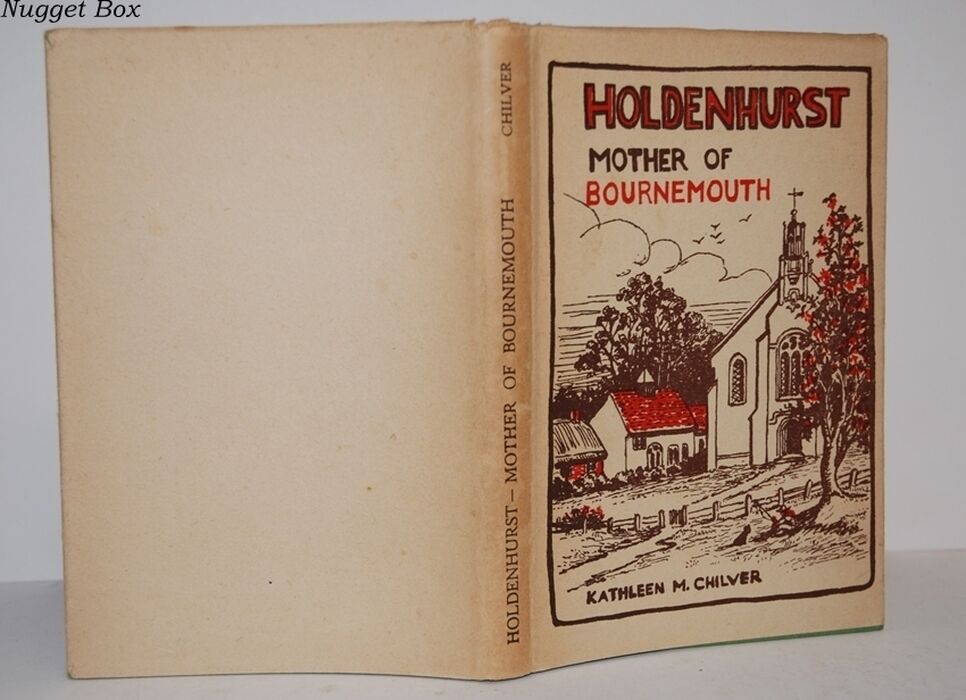 Nugget Box
HOLDENHURST — MOTHER OF BOURNEMOUTH CHILVER
HOLDENHURST
MOTHER OF
BOURNEMOUTH
KATHLEEN M. CHILVER